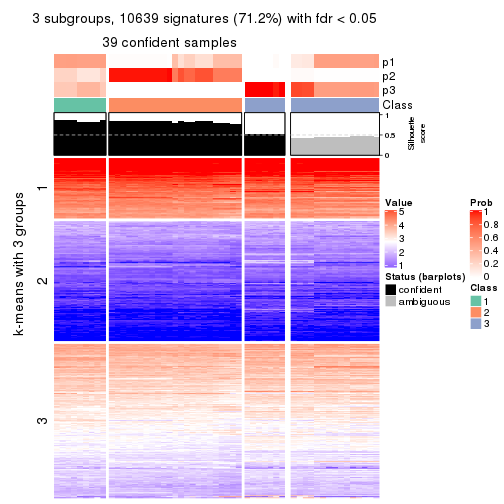 3 subgroups, 10639 signatures (71.2%) with fdr < 0.05
39 confident samples
p1
p2
p3
Class
1
0.5
0
Silhouette
score
k-means with 3 groups
1
2
3
Value
5
4
3
2
1
Status (barplots)
confident
ambiguous
Prob
1
0.8
0.6
0.4
0.2
0
Class
1
2
3